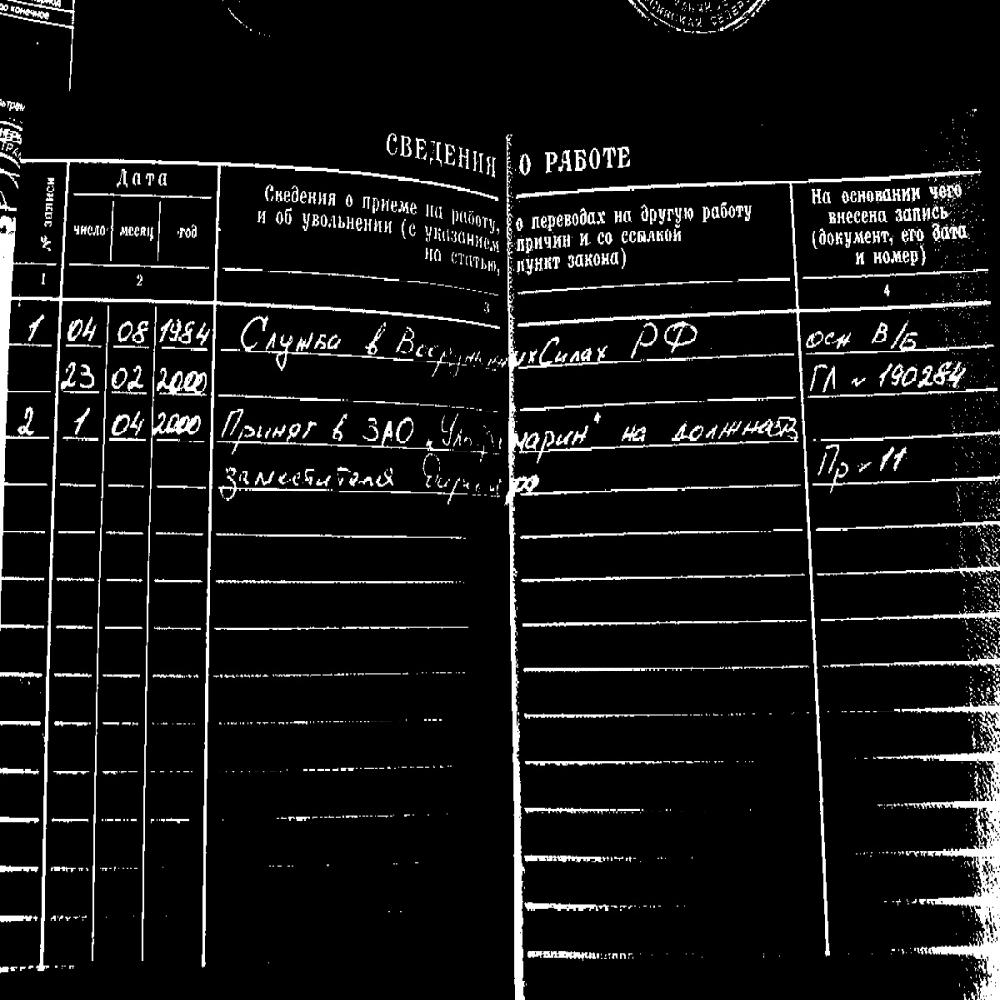 СВЕДЕНИЯ О РАБОТЕ
№ записи
Дата
число месяц год
Сведения о приеме на работу, о переводах на другую работу
и об увольнении (с указанием причин и со ссылкой
на статью, пункт закона)
На основании чего
внесена запись
(документ, его дата
и номер)
1 2 3 4
1 04 08 1984 Служба в Вооруженных Силах РФ осн В/Б
23 02 2000 ГЛ № 190284
2 1 04 2000 Принят в ЗАО на должность
заместителя Директора Пр № 11